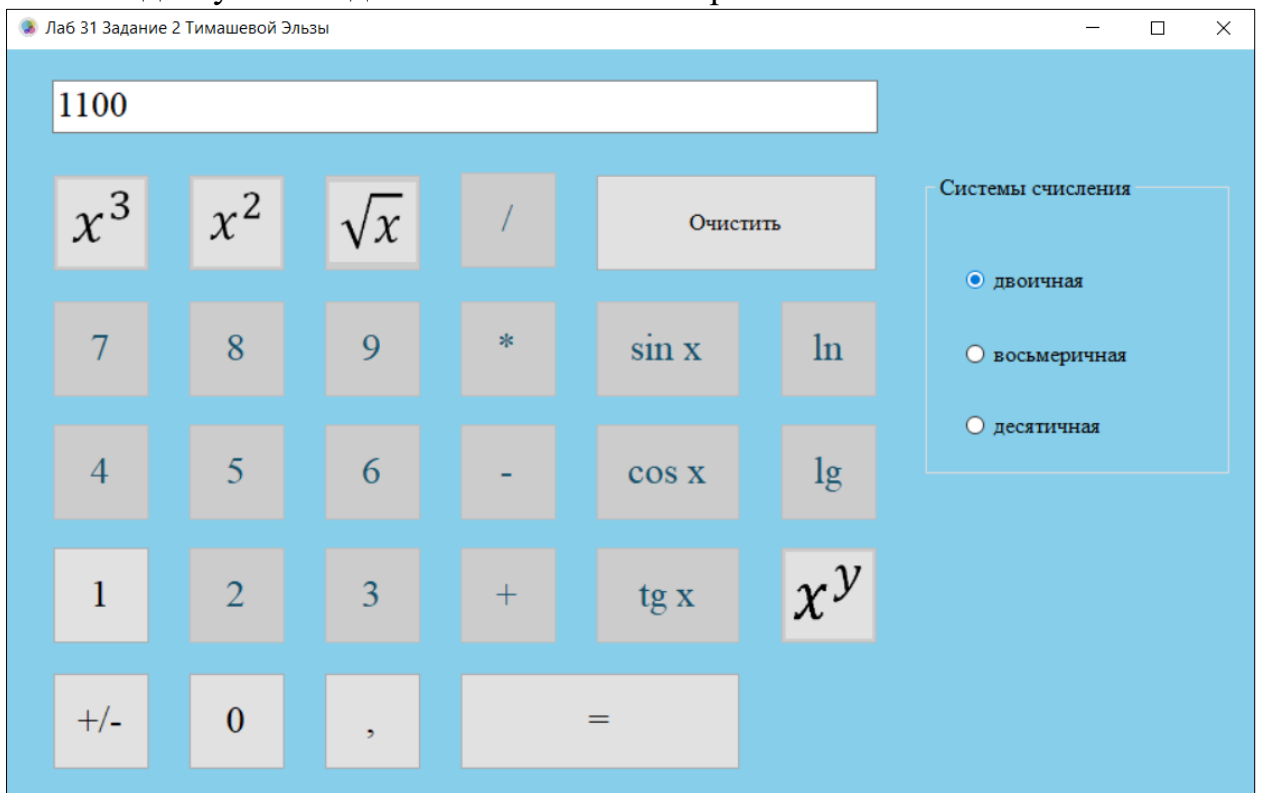 Лаб 31 Задание 2 Тимашевой Эльзы
1100
x³ x² √x / Очистить
Системы счисления
двоичная
7 8 9 * sin x ln
восьмеричная
десятичная
4 5 6 - cos x lg
1 2 3 + tg x xʸ
+/- 0 , =